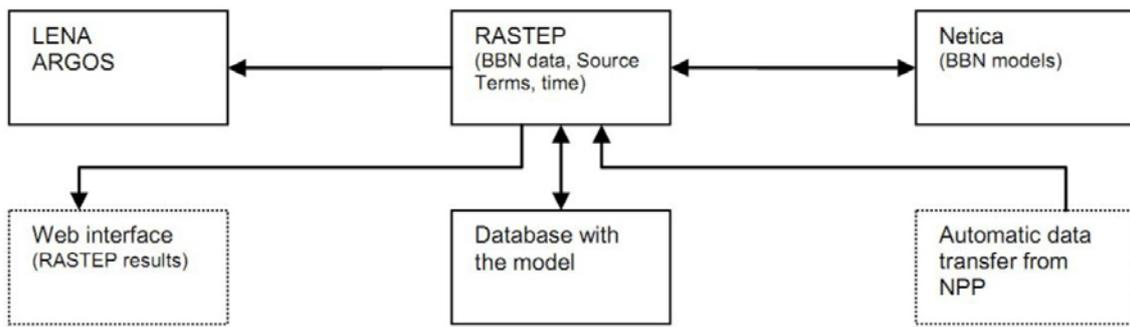 LENA
ARGOS
RASTEP
(BBN data, Source
Terms, time)
Netica
(BBN models)
Web interface
(RASTEP results)
Database with
the model
Automatic data
transfer from
NPP